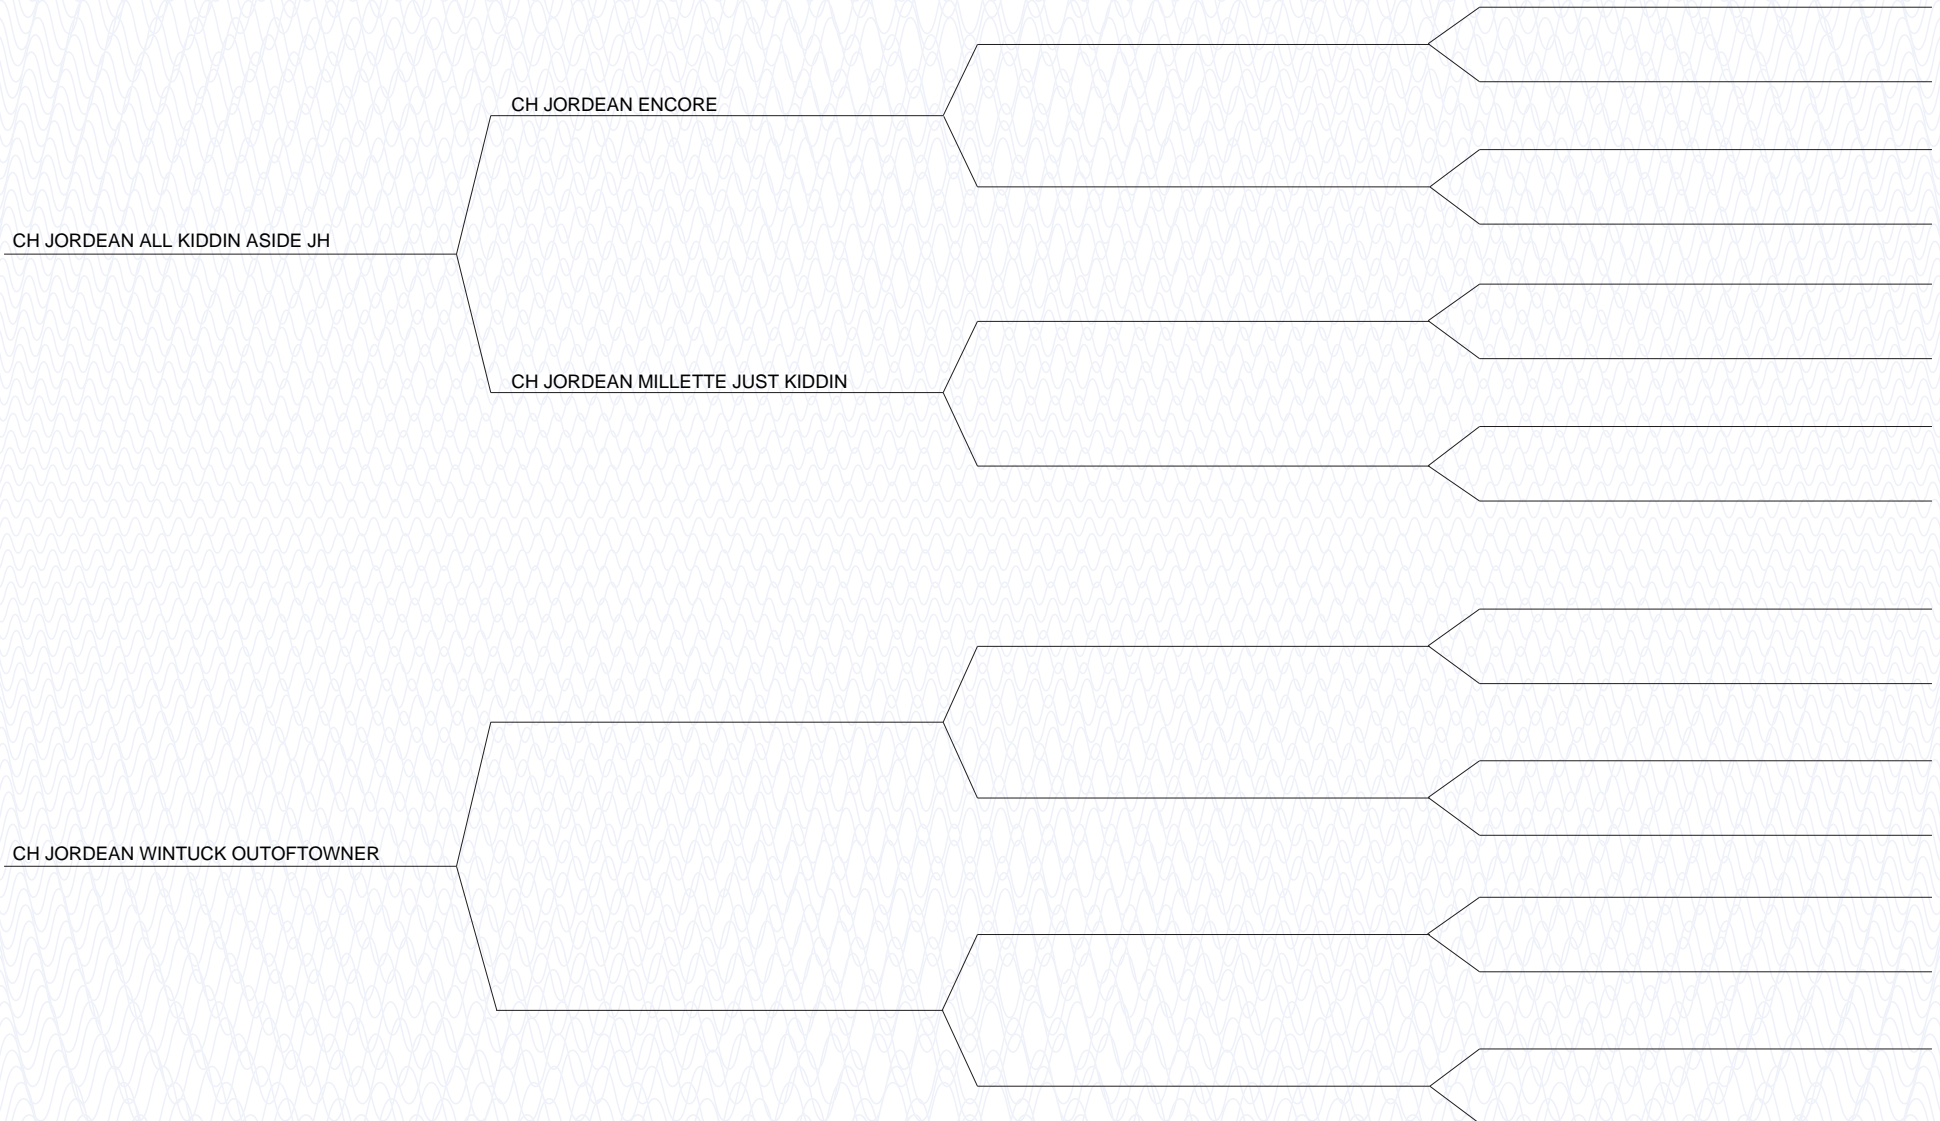 CH JORDEAN ENCORE
CH JORDEAN ALL KIDDIN ASIDE JH
CH JORDEAN MILLETTE JUST KIDDIN
CH JORDEAN WINTUCK OUTOFTOWNER